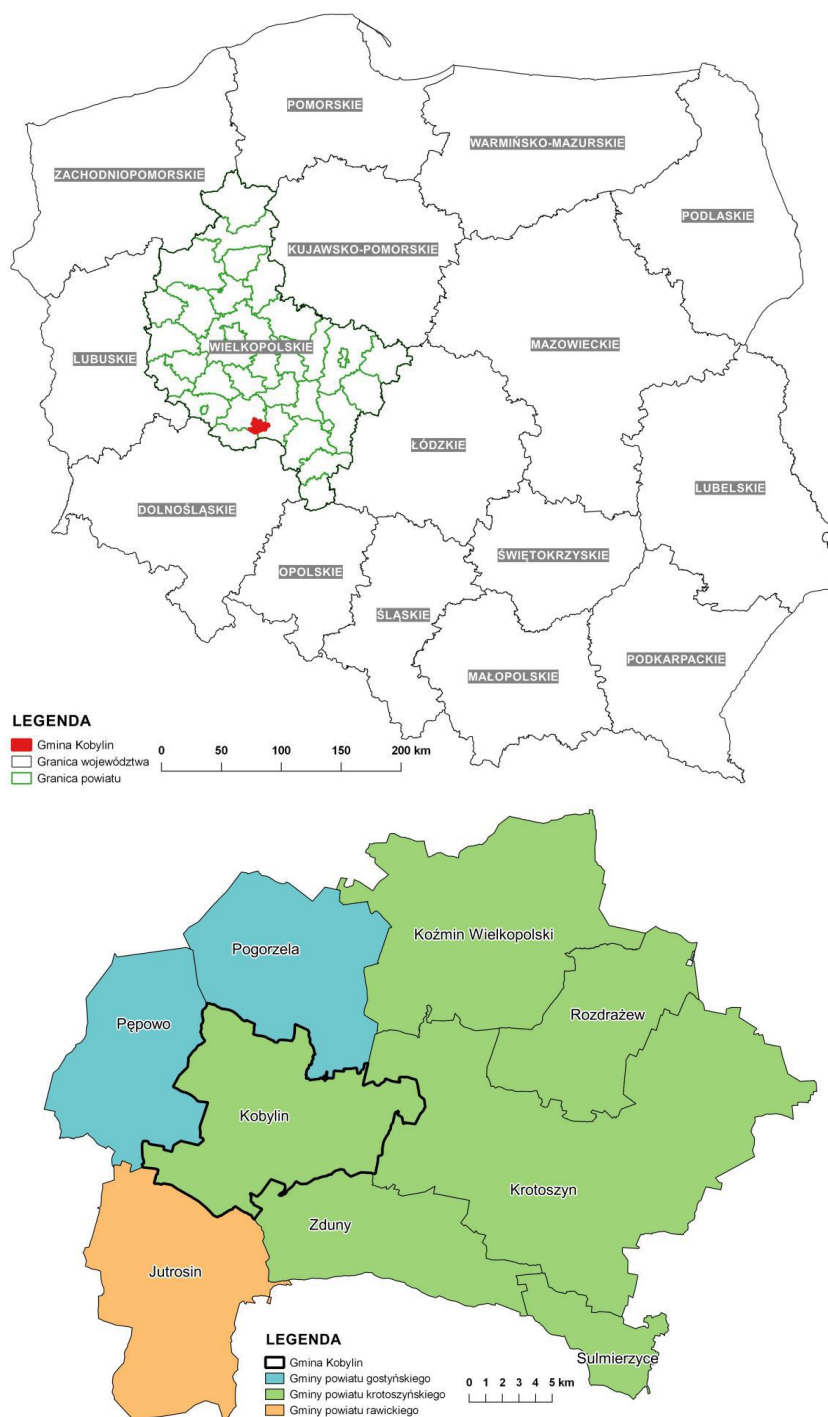 POMORSKIE
WARMIŃSKO-MAZURSKIE
ZACHODNIOPOMORSKIE
PODLASKIE
KUJAWSKO-POMORSKIE
WIELKOPOLSKIE
MAZOWIECKIE
LUBUSKIE
ŁÓDZKIE
LUBELSKIE
DOLNOŚLĄSKIE
ŚWIĘTOKRZYSKIE
OPOLSKIE
ŚLĄSKIE
PODKARPACKIE
MAŁOPOLSKIE
LEGENDA
Gmina Kobylin
Granica województwa
Granica powiatu
0 50 100 150 200 km
Koźmin Wielkopolski
Pogorzela
Rozdrażew
Pępowo
Kobylin
Krotoszyn
Zduny
Jutrosin
Sulmierzyce
LEGENDA
Gmina Kobylin
Gminy powiatu gostyńskiego
Gminy powiatu krotoszyńskiego
Gminy powiatu rawickiego
0 1 2 3 4 5 km